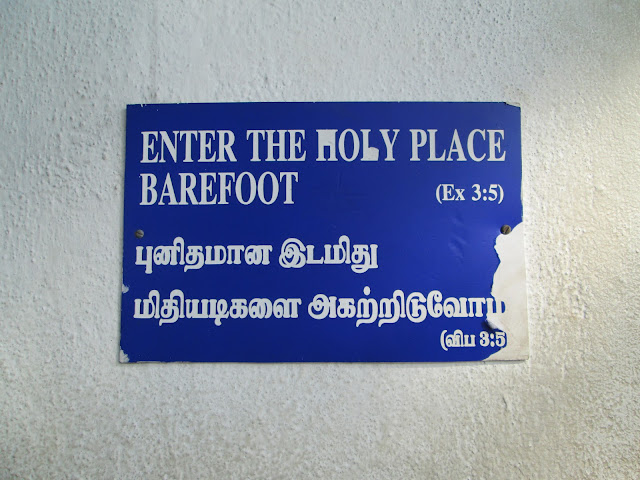 ENTER THE HOLY PLACE
BAREFOOT
(Ex 3:5)
புனிதமான இடமிது
மிதியடிகளை அகற்றிடுவோம்
(விப 3:5